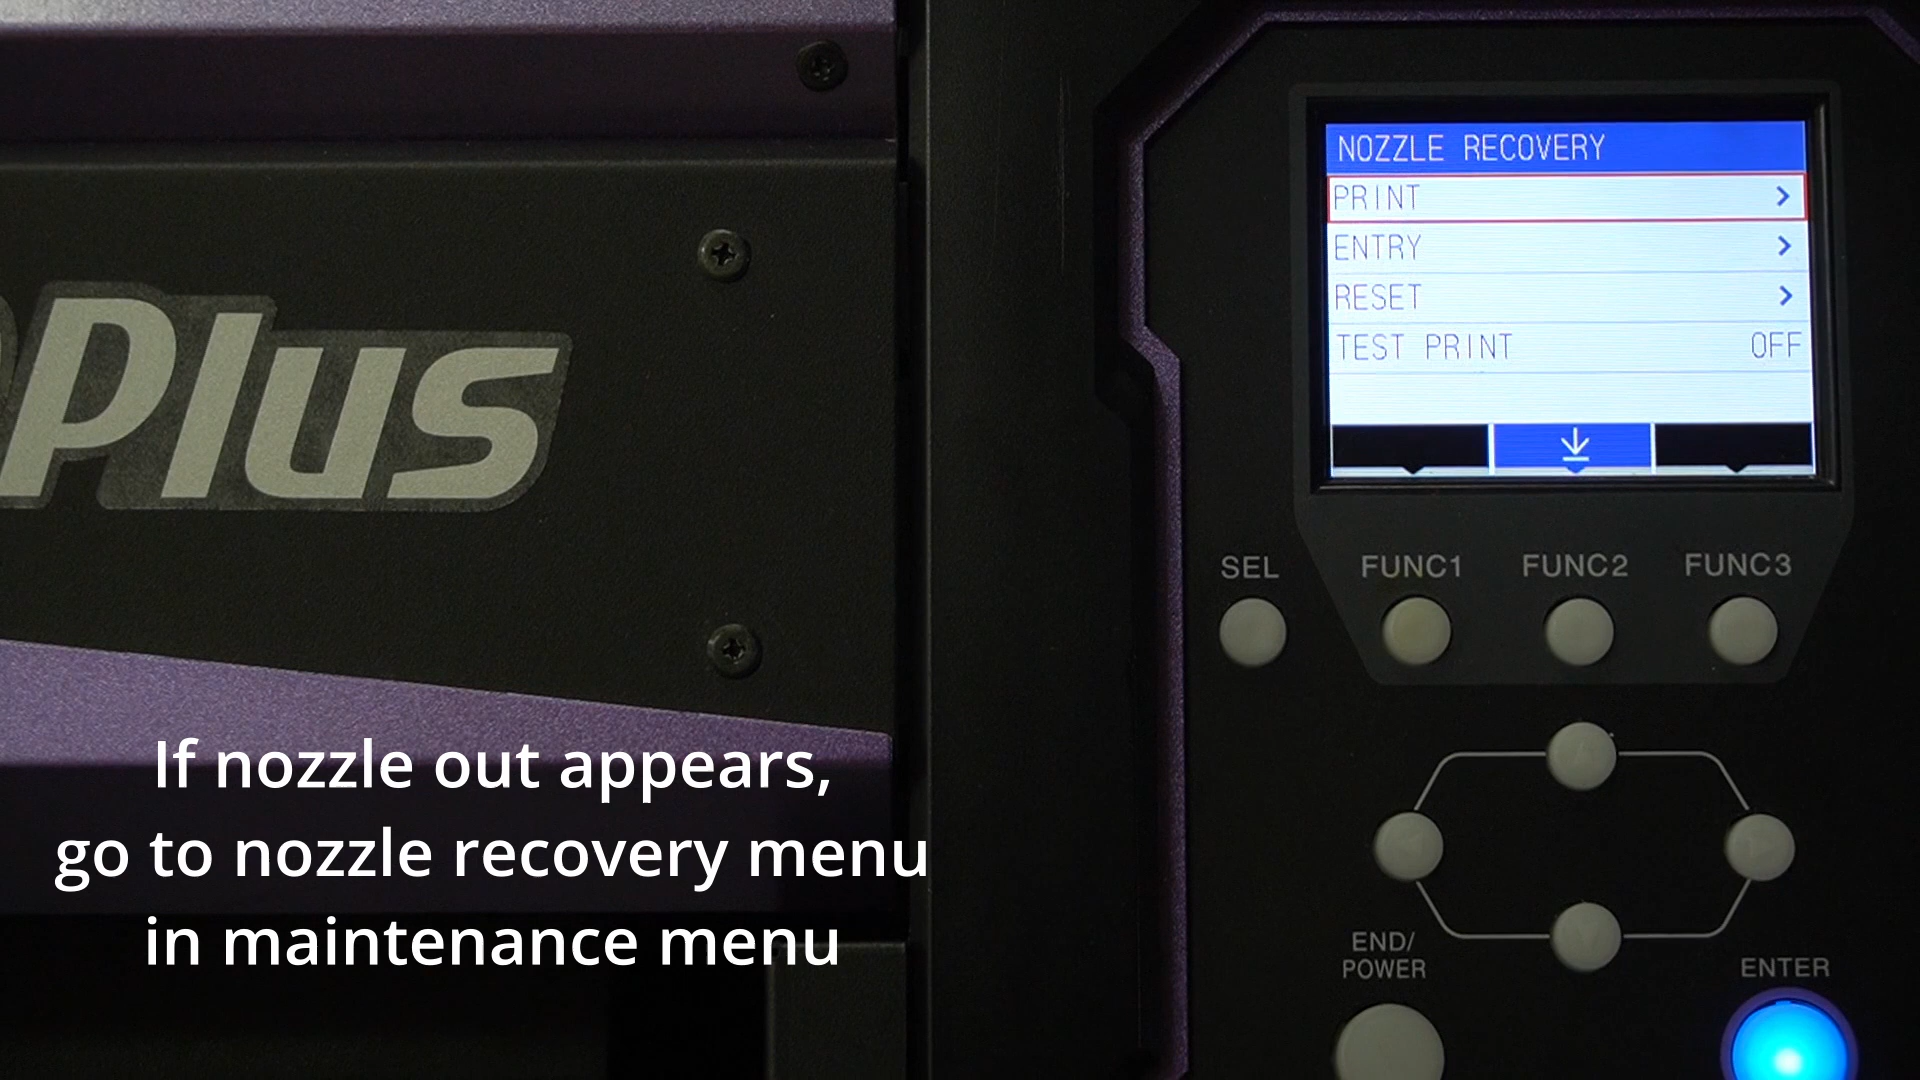 NOZZLE RECOVERY
PRINT
ENTRY
RESET
TEST PRINT OFF
Plus
SEL FUNC1 FUNC2 FUNC3
If nozzle out appears,
go to nozzle recovery menu
in maintenance menu
END/
POWER
ENTER